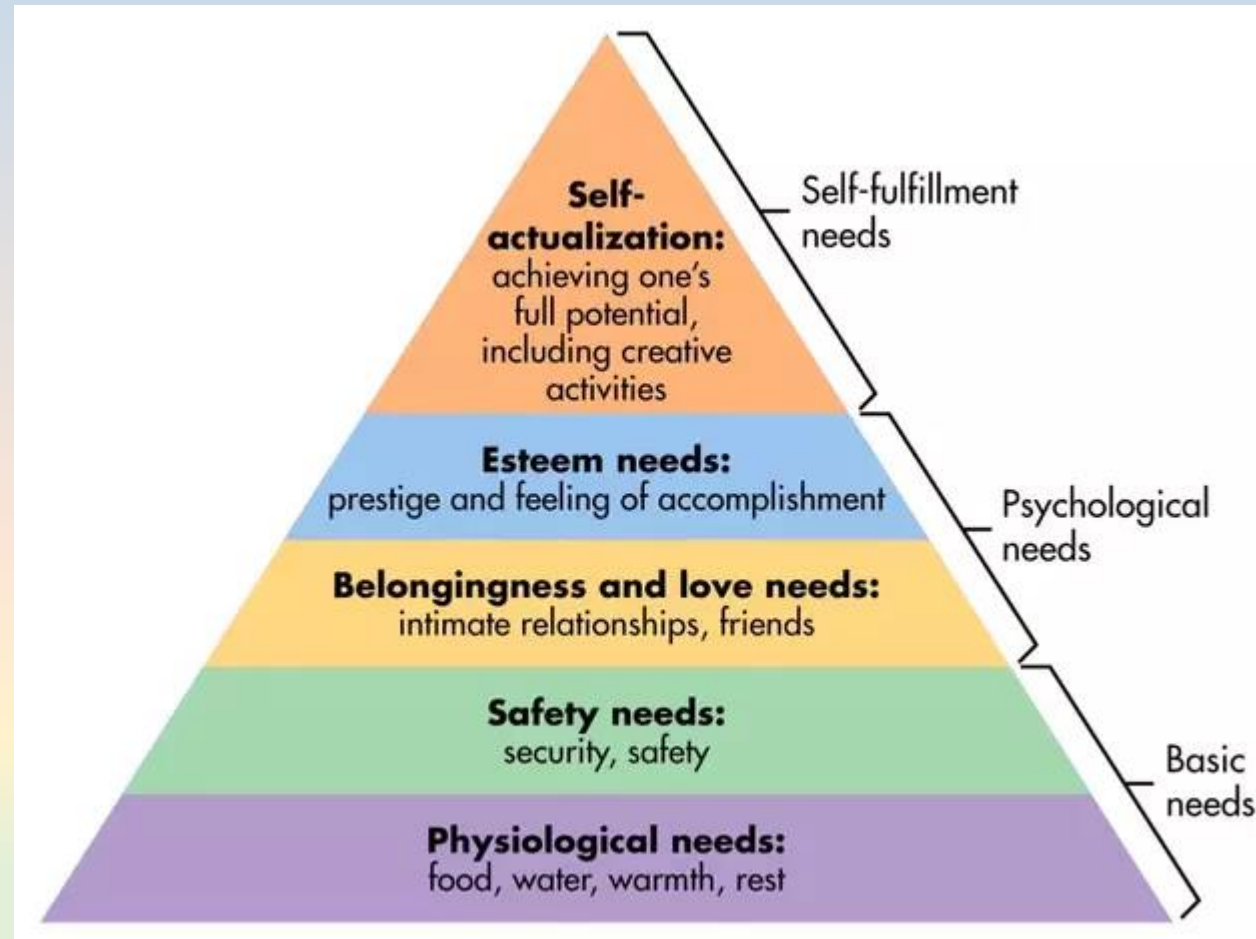 Self-
actualization:
achieving one's
full potential,
including creative
activities
Self-fulfillment
needs
Esteem needs:
prestige and feeling of accomplishment
Psychological
needs
Belongingness and love needs:
intimate relationships, friends
Safety needs:
security, safety
Basic
needs
Physiological needs:
food, water, warmth, rest